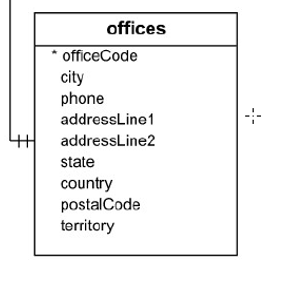 offices
* officeCode
city
phone
addressLine1
addressLine2
state
country
postalCode
territory